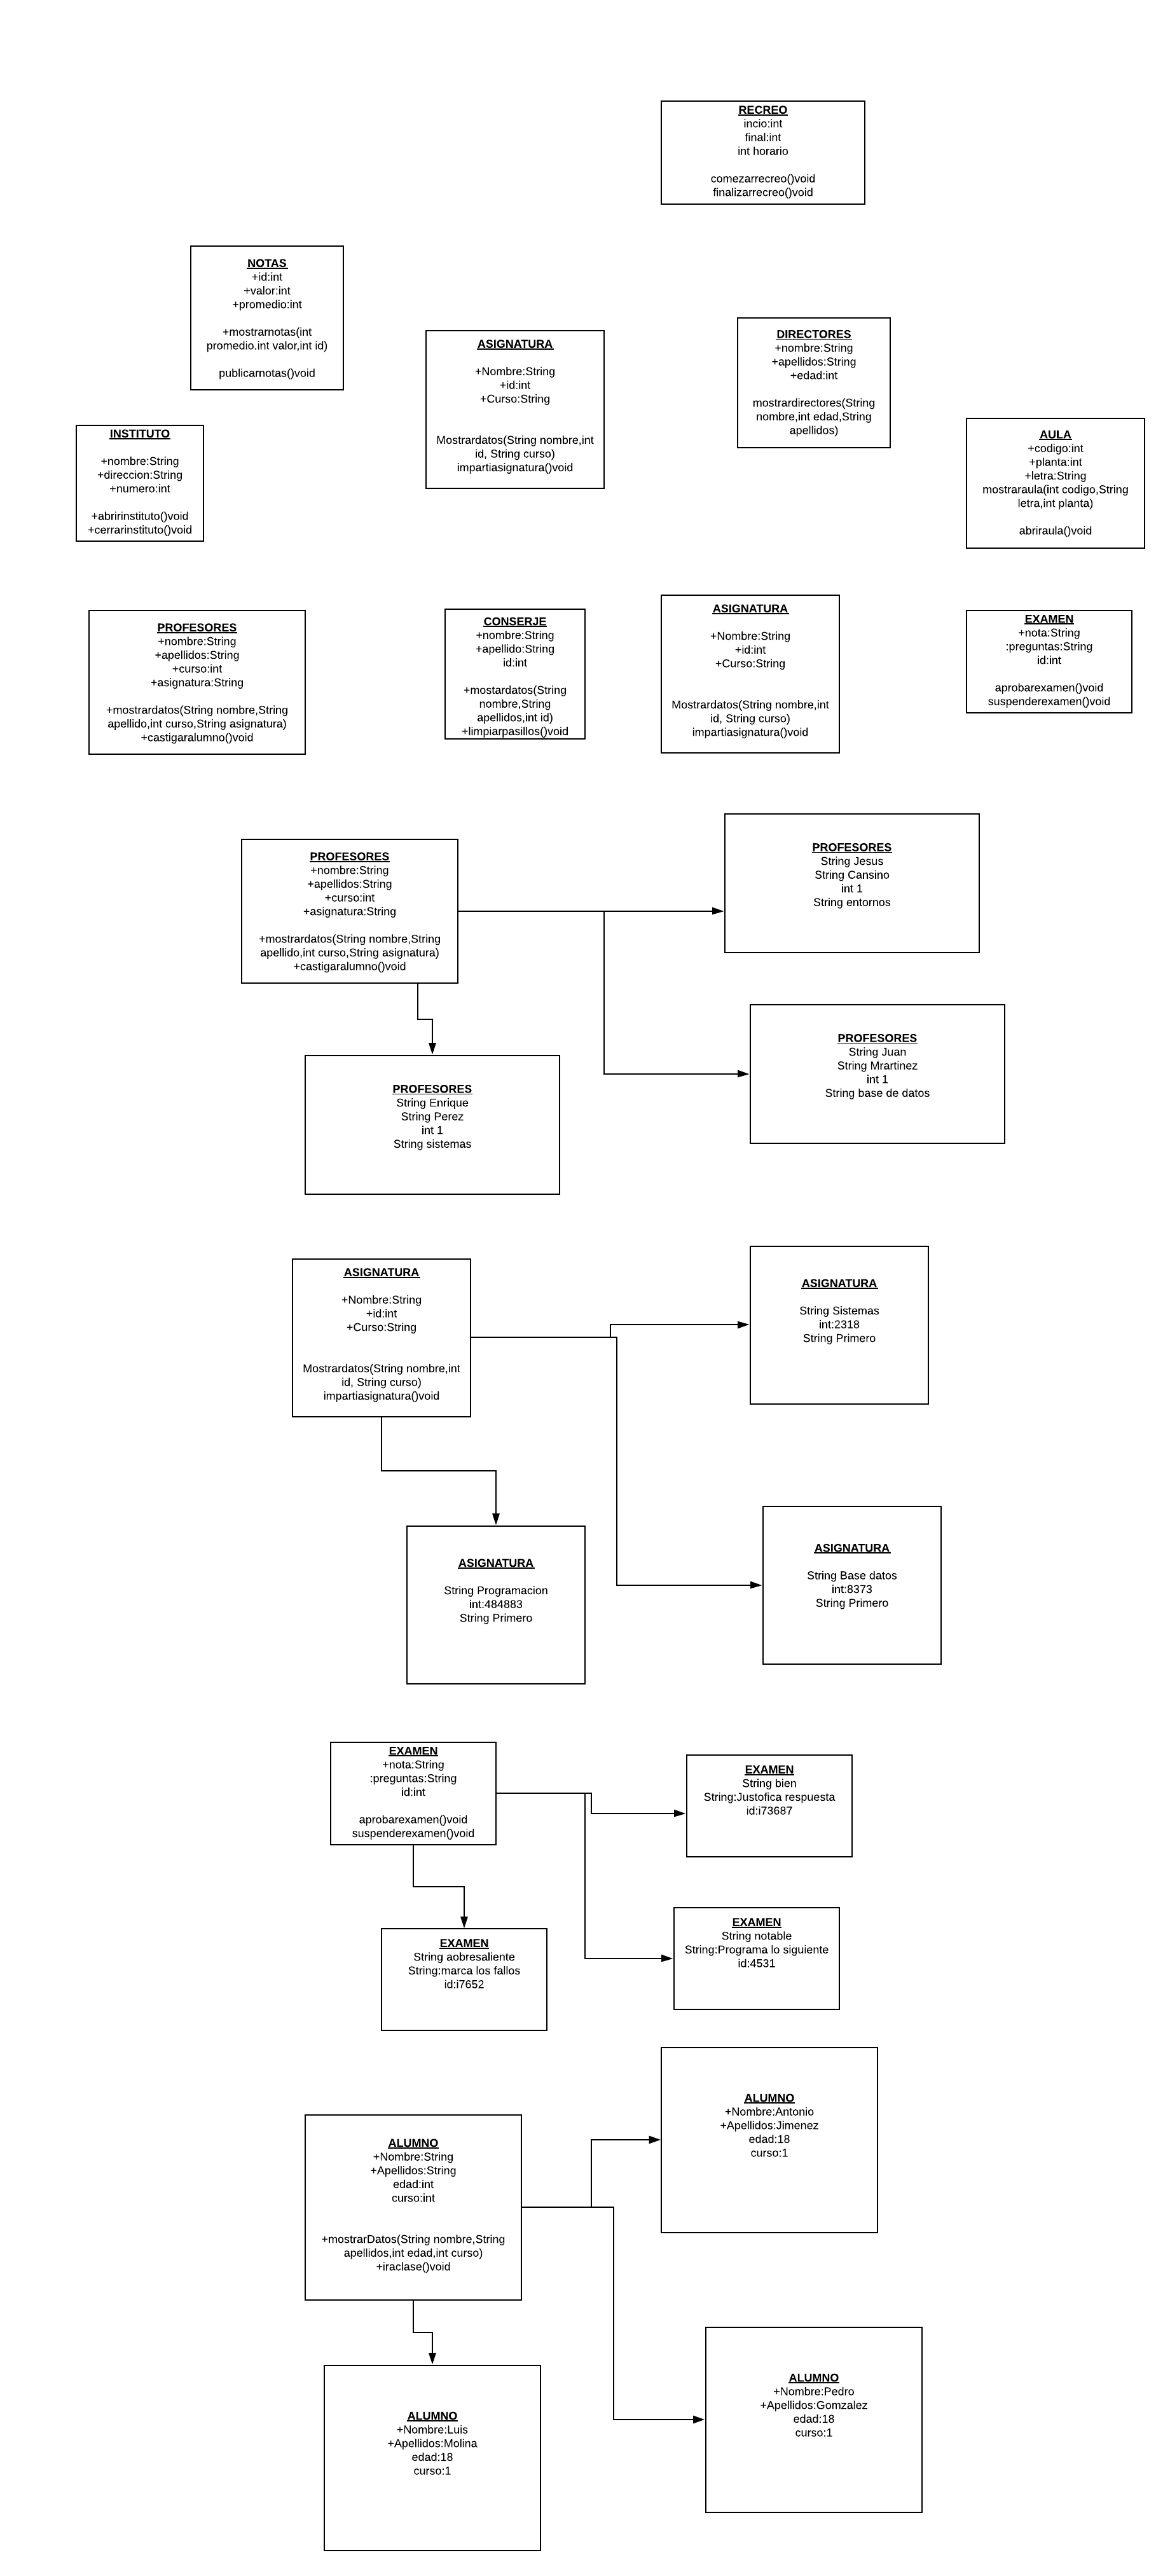 RECREO
incio:int
final:int
int horario
comezarrecreo()void
finalizarrecreo()void
NOTAS
+id:int
+valor:int
+promedio:int
+mostrarnotas(int
promedio.int valor,int id)
publicarnotas()void
ASIGNATURA
+Nombre:String
+id:int
+Curso:String
Mostrardatos(String nombre,int
id, String curso)
impartiasignatura()void
DIRECTORES
+nombre:String
+apellidos:String
+edad:int
mostrardirectores(String
nombre,int edad,String
apellidos)
INSTITUTO
+nombre:String
+direccion:String
+numero:int
+abririnstituto()void
+cerrarinstituto()void
AULA
+codigo:int
+planta:int
+letra:String
mostraraula(int codigo,String
letra,int planta)
abriraula()void
PROFESORES
+nombre:String
+apellidos:String
+curso:int
+asignatura:String
+mostrardatos(String nombre,String
apellido,int curso,String asignatura)
+castigaralumno()void
CONSERJE
+nombre:String
+apellido:String
id:int
+mostardatos(String
nombre,String
apellidos,int id)
+limpiarpasillos()void
ASIGNATURA
+Nombre:String
+id:int
+Curso:String
Mostrardatos(String nombre,int
id, String curso)
impartiasignatura()void
EXAMEN
+nota:String
:preguntas:String
id:int
aprobarexamen()void
suspenderexamen()void
PROFESORES
+nombre:String
+apellidos:String
+curso:int
+asignatura:String
+mostrardatos(String nombre,String
apellido,int curso,String asignatura)
+castigaralumno()void
PROFESORES
String Jesus
String Cansino
int 1
String entornos
PROFESORES
String Juan
String Mrartinez
int 1
String base de datos
PROFESORES
String Enrique
String Perez
int 1
String sistemas
ASIGNATURA
+Nombre:String
+id:int
+Curso:String
Mostrardatos(String nombre,int
id, String curso)
impartiasignatura()void
ASIGNATURA
String Sistemas
int:2318
String Primero
ASIGNATURA
String Programacion
int:484883
String Primero
ASIGNATURA
String Base datos
int:8373
String Primero
EXAMEN
+nota:String
:preguntas:String
id:int
aprobarexamen()void
suspenderexamen()void
EXAMEN
String bien
String:Justofica respuesta
id:i73687
EXAMEN
String aobresaliente
String:marca los fallos
id:i7652
EXAMEN
String notable
String:Programa lo siguiente
id:4531
ALUMNO
+Nombre:String
+Apellidos:String
edad:int
curso:int
+mostrarDatos(String nombre,String
apellidos,int edad,int curso)
+iraclase()void
ALUMNO
+Nombre:Antonio
+Apellidos:Jimenez
edad:18
curso:1
ALUMNO
+Nombre:Luis
+Apellidos:Molina
edad:18
curso:1
ALUMNO
+Nombre:Pedro
+Apellidos:Gomzalez
edad:18
curso:1